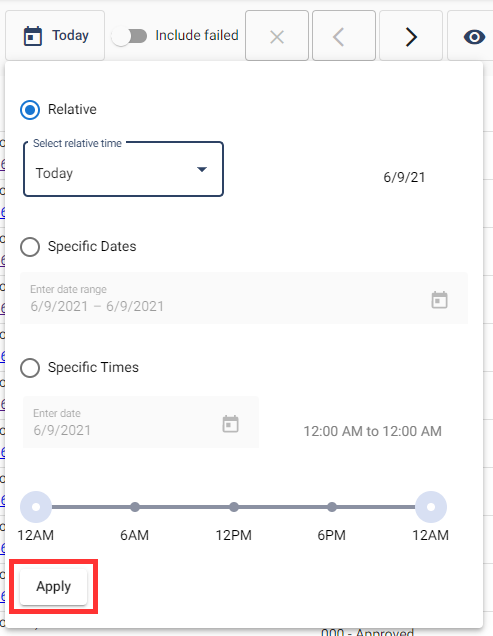 Today Include failed
Relative
Select relative time
Today
6/9/21
Specific Dates
Enter date range
6/9/2021 – 6/9/2021
Specific Times
Enter date
6/9/2021
12:00 AM to 12:00 AM
12AM 6AM 12PM 6PM 12AM
Apply
000 - Approved